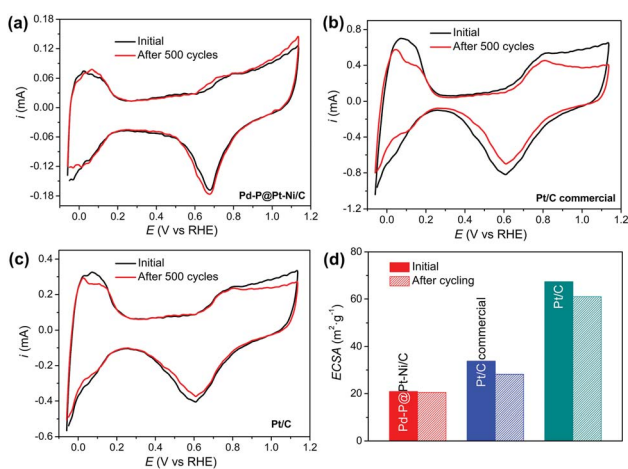 (a)
0.18
0.12
0.06
0.00
-0.06
-0.12
-0.18
i (mA)
Initial
After 500 cycles
Pd-P@Pt-Ni/C
0.0 0.2 0.4 0.6 0.8 1.0 1.2
E (V vs RHE)
(b)
0.8
0.4
0.0
-0.4
-0.8
-1.2
i (mA)
Initial
After 500 cycles
Pt/C commercial
0.0 0.2 0.4 0.6 0.8 1.0 1.2
E (V vs RHE)
(c)
0.4
0.2
0.0
-0.2
-0.4
-0.6
i (mA)
Initial
After 500 cycles
Pt/C
0.0 0.2 0.4 0.6 0.8 1.0 1.2
E (V vs RHE)
(d)
80
60
40
20
0
ECSA (m²·g⁻¹)
Initial
After cycling
Pd-P@Pt-Ni/C
Pt/C commercial
Pt/C